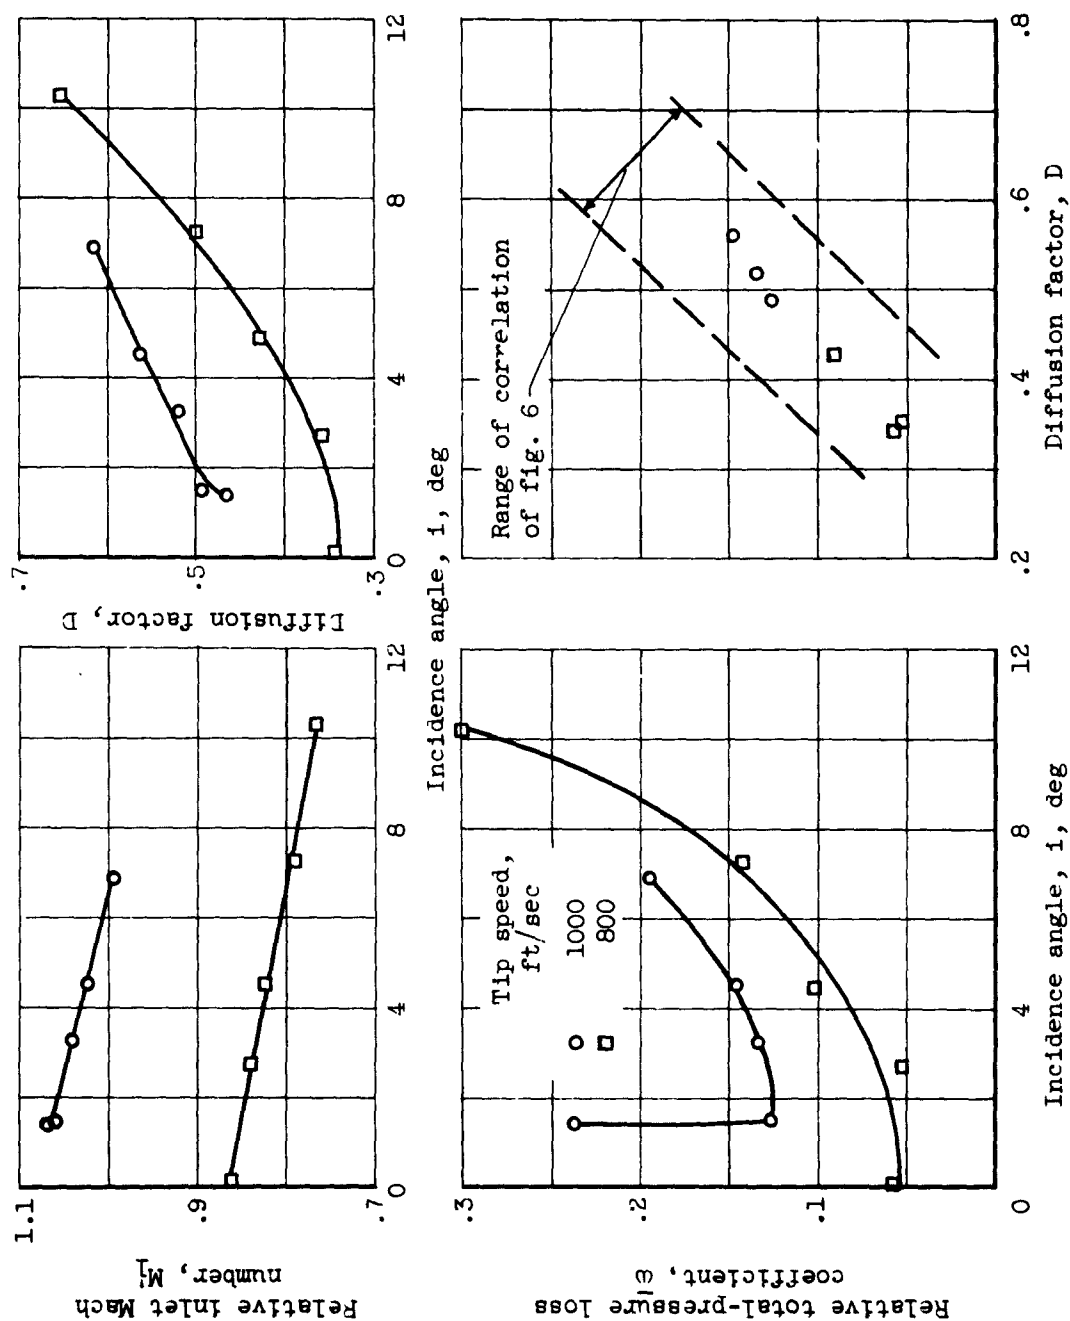 Relative inlet Mach
number, M'i
1.1
.9
.7
0
4
8
12
Diffusion factor, D
.7
.5
.3
0
4
8
12
Incidence angle, i, deg
Relative total-pressure loss
coefficient, ω̄
.3
.2
.1
0
0
4
8
12
Incidence angle, i, deg
Tip speed,
ft/sec
1000
800
Range of correlation
of fig. 6
.2
.4
.6
.8
Diffusion factor, D